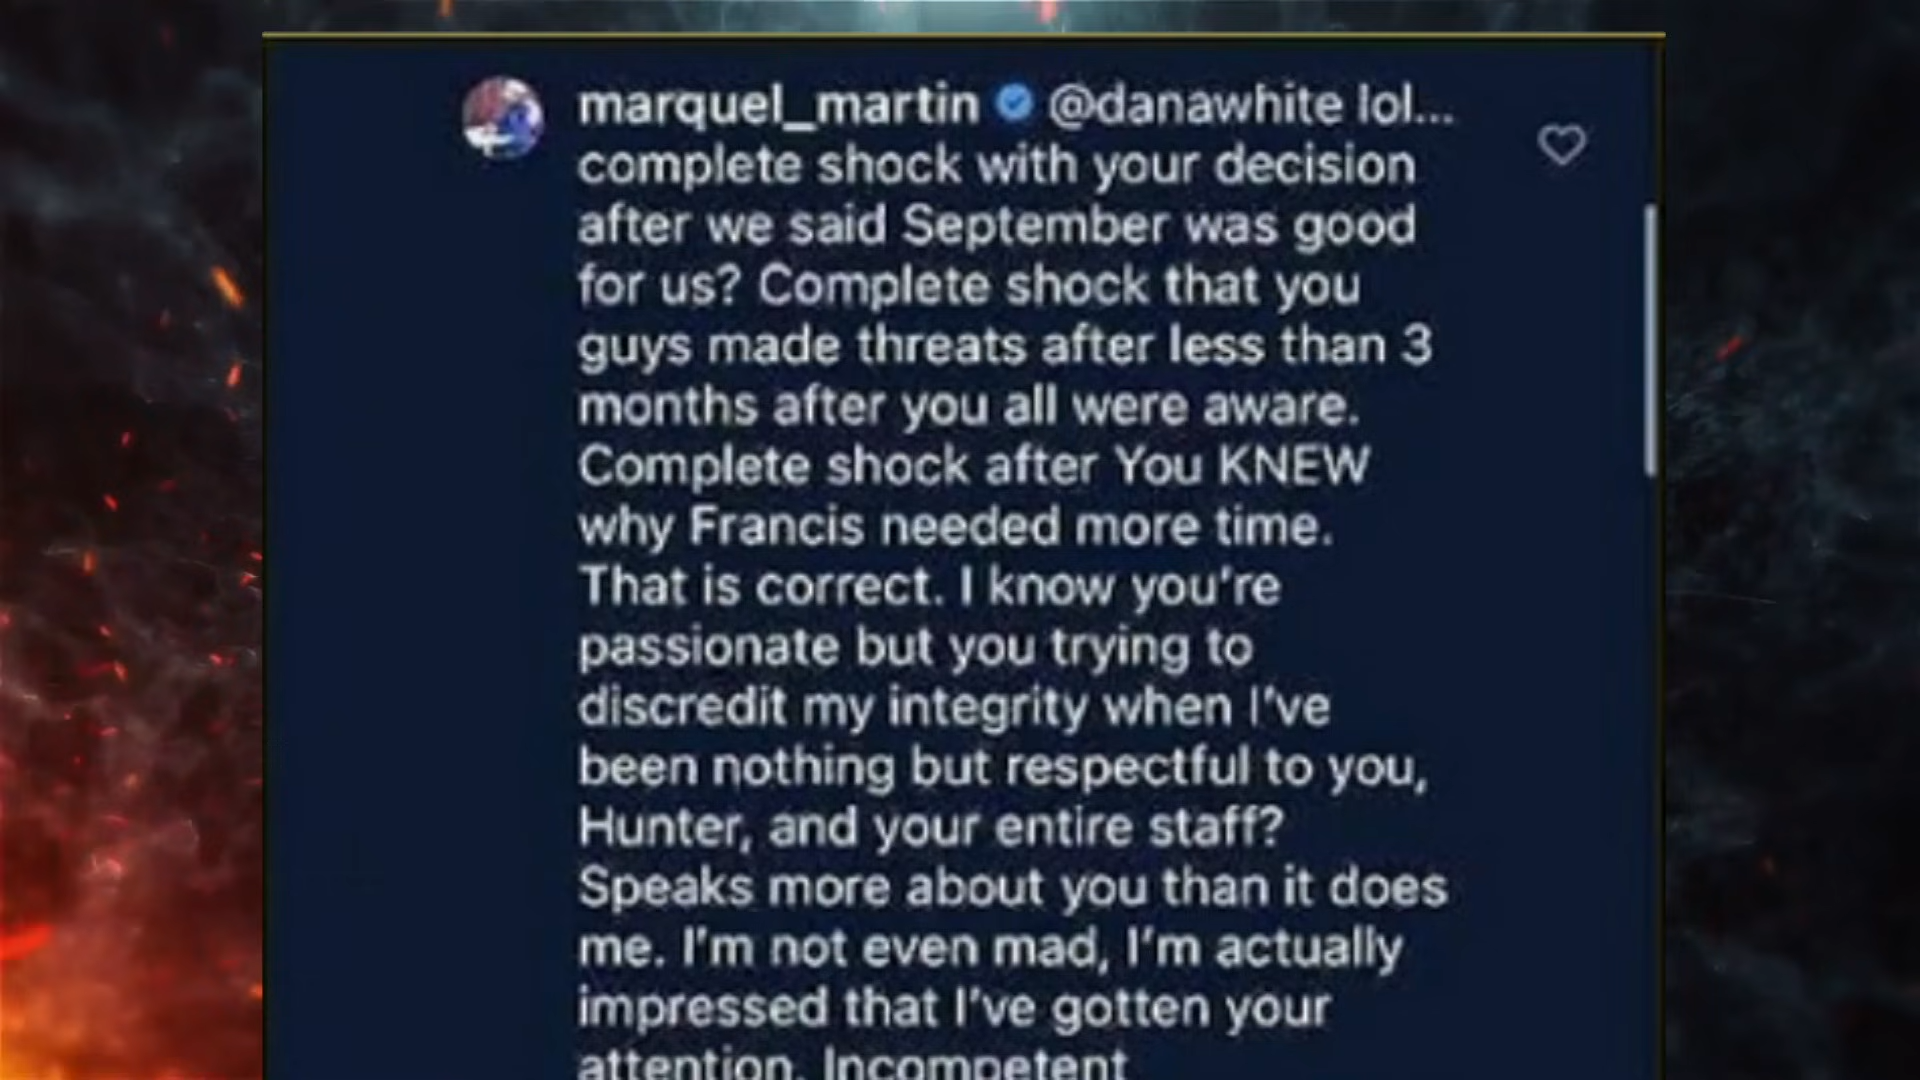 marquel_martin @danawhite lol...
complete shock with your decision
after we said September was good
for us? Complete shock that you
guys made threats after less than 3
months after you all were aware.
Complete shock after You KNEW
why Francis needed more time.
That is correct. I know you're
passionate but you trying to
discredit my integrity when I've
been nothing but respectful to you,
Hunter, and your entire staff?
Speaks more about you than it does
me. I'm not even mad, I'm actually
impressed that I've gotten your
attention. Incompetent